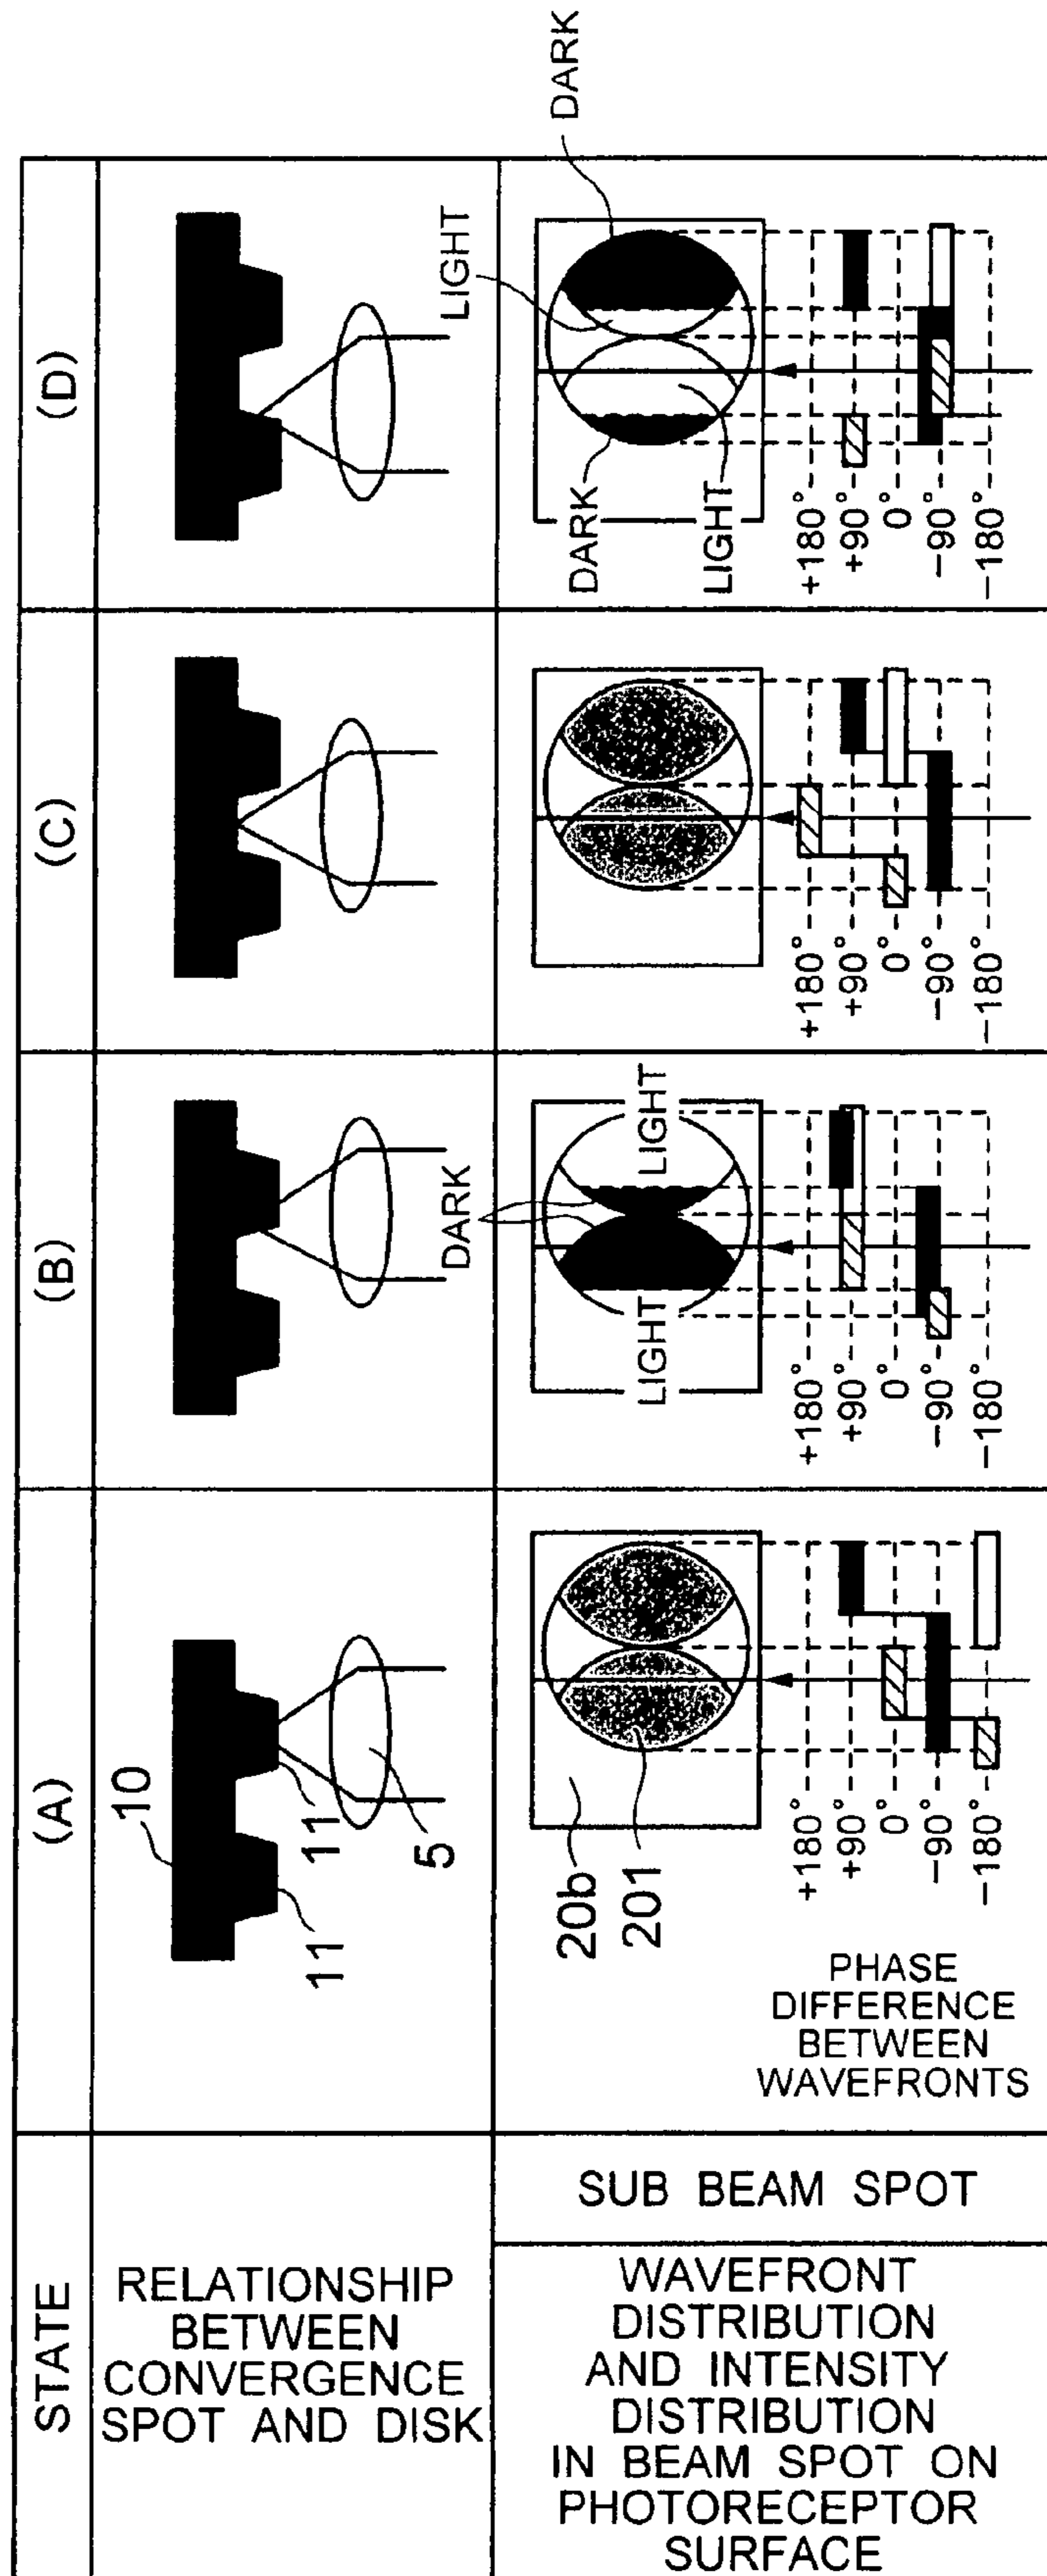 STATE
(A)
(B)
(C)
(D)
RELATIONSHIP
BETWEEN
CONVERGENCE
SPOT AND DISK
10
11
11
5
WAVEFRONT
DISTRIBUTION
AND INTENSITY
DISTRIBUTION
IN BEAM SPOT ON
PHOTORECEPTOR
SURFACE
SUB BEAM SPOT
PHASE
DIFFERENCE
BETWEEN
WAVEFRONTS
20b
201
+180°
+90°
0°
−90°
−180°
DARK
LIGHT
LIGHT
+180°
+90°
0°
−90°
−180°
+180°
+90°
0°
−90°
−180°
LIGHT
DARK
DARK
LIGHT
+180°
+90°
0°
−90°
−180°